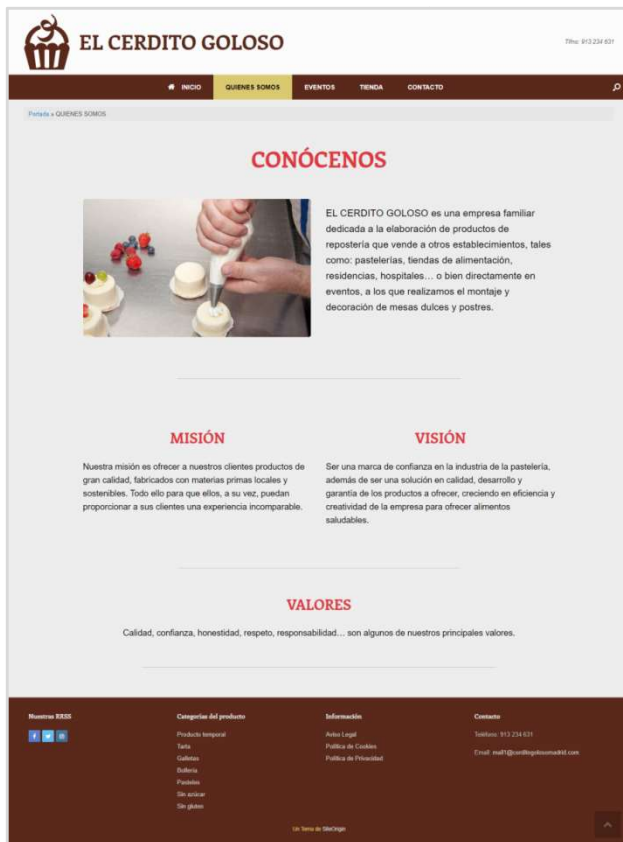 EL CERDITO GOLOSO
Tlfno: 913 234 631
INICIO QUIENES SOMOS EVENTOS TIENDA CONTACTO
Portada » QUIENES SOMOS
CONÓCENOS
EL CERDITO GOLOSO es una empresa familiar
dedicada a la elaboración de productos de
repostería que vende a otros establecimientos, tales
como: pastelerías, tiendas de alimentación,
residencias, hospitales… o bien directamente en
eventos, a los que realizamos el montaje y
decoración de mesas dulces y postres.
MISIÓN
Nuestra misión es ofrecer a nuestros clientes productos de
gran calidad, fabricados con materias primas locales y
sostenibles. Todo ello para que ellos, a su vez, puedan
proporcionar a sus clientes una experiencia incomparable.
VISIÓN
Ser una marca de confianza en la industria de la pastelería,
además de ser una solución en calidad, desarrollo y
garantía de los productos a ofrecer, creciendo en eficiencia y
creatividad de la empresa para ofrecer alimentos
saludables.
VALORES
Calidad, confianza, honestidad, respeto, responsabilidad… son algunos de nuestros principales valores.
Nuestras RRSS
Categorías del producto
Producto temporal
Tarta
Galletas
Bollería
Pasteles
Sin azúcar
Sin gluten
Información
Aviso Legal
Política de Cookies
Política de Privacidad
Contacto
Teléfono: 913 234 631
Email:
Un Tema de SiteOrigin